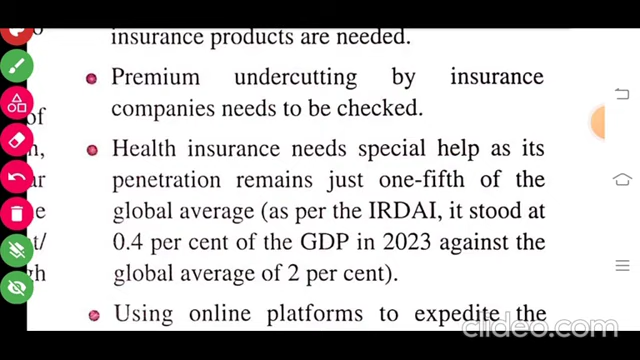 insurance products are needed.
Premium undercutting by insurance
companies needs to be checked.
of
Health insurance needs special help as its
n,
penetration remains just one-fifth of the
ar
global average (as per the IRDAI, it stood at
e
0.4 per cent of the GDP in 2023 against the
t/
global average of 2 per cent).
gh
Using online platforms to expedite the
clideo.com